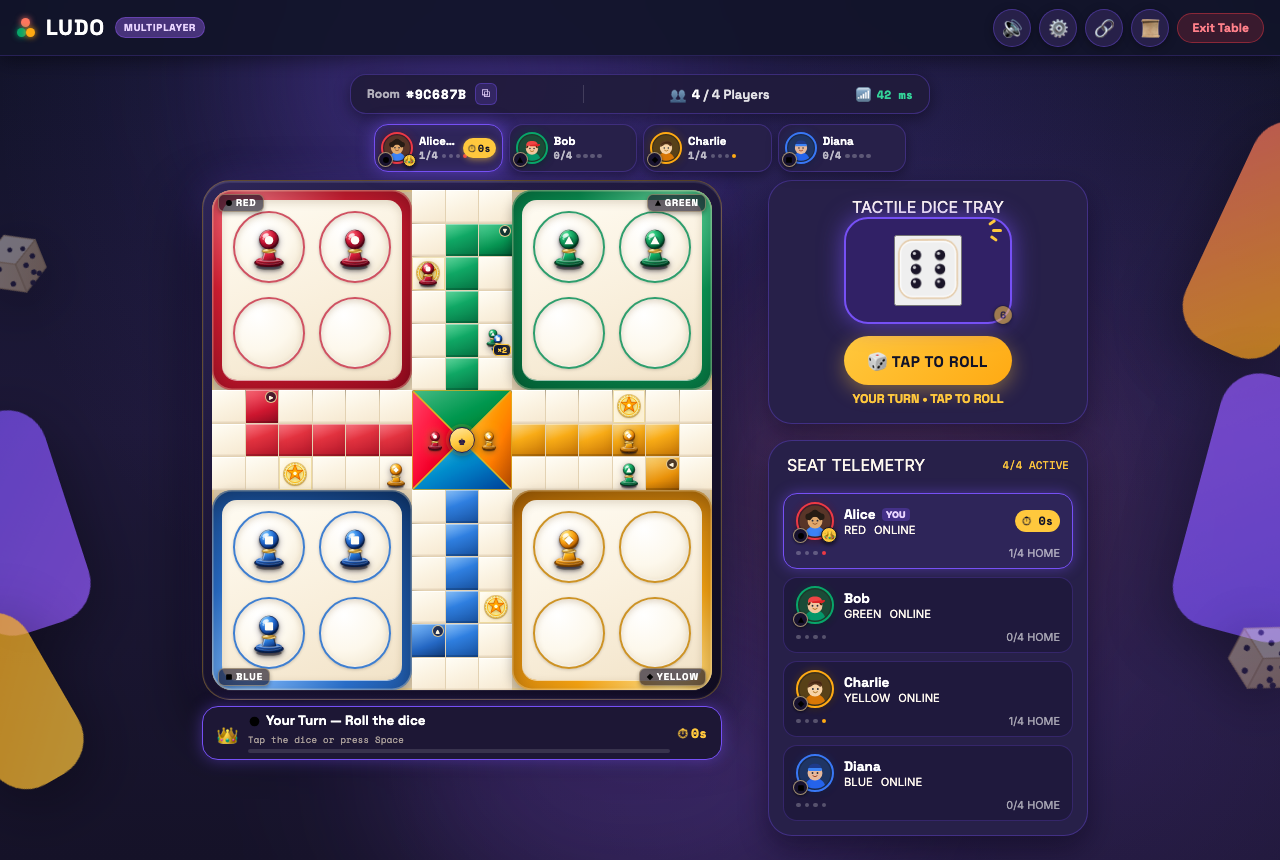 LUDO MULTIPLAYER
Exit Table
Room #9C687B
4 / 4 Players
42 ms
Alice...
1/4
0s
Bob
0/4
Charlie
1/4
Diana
0/4
RED
GREEN
×2
BLUE
YELLOW
Your Turn — Roll the dice
Tap the dice or press Space
0s
TACTILE DICE TRAY
6
TAP TO ROLL
YOUR TURN • TAP TO ROLL
SEAT TELEMETRY
4/4 ACTIVE
Alice YOU
RED ONLINE
0s
1/4 HOME
Bob
GREEN ONLINE
0/4 HOME
Charlie
YELLOW ONLINE
1/4 HOME
Diana
BLUE ONLINE
0/4 HOME